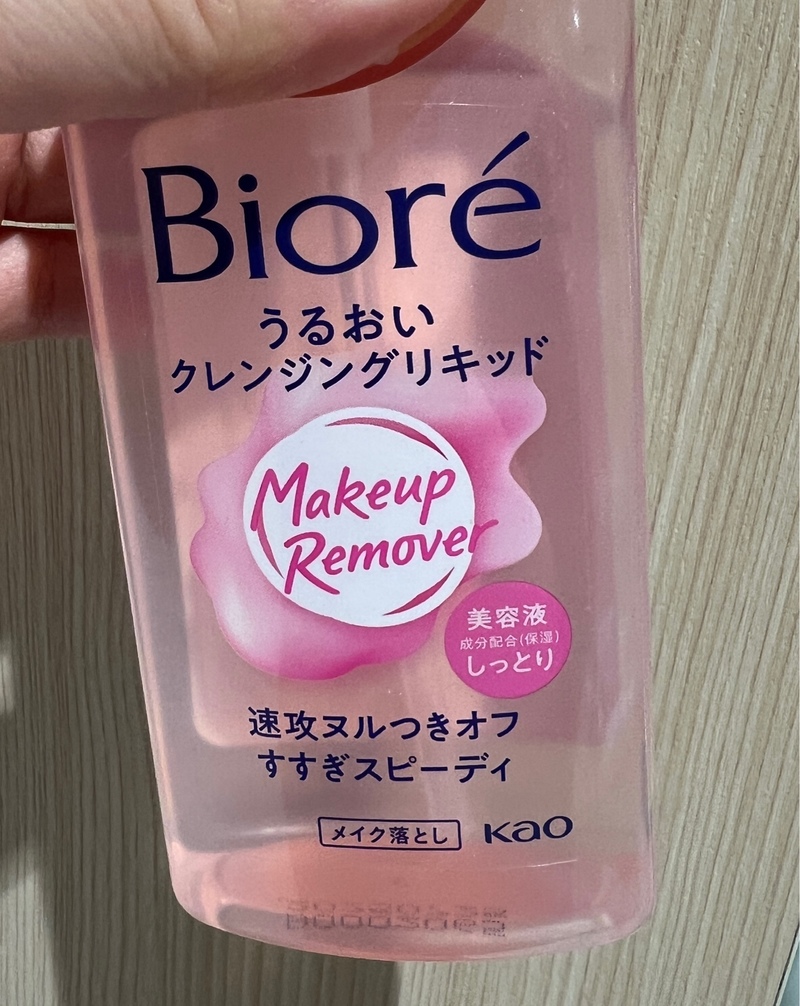 Bioré
うるおい
クレンジングリキッド
Makeup
Remover
美容液
成分配合(保湿)
しっとり
速攻ヌルつきオフ
すすぎスピーディ
メイク落とし
Kao